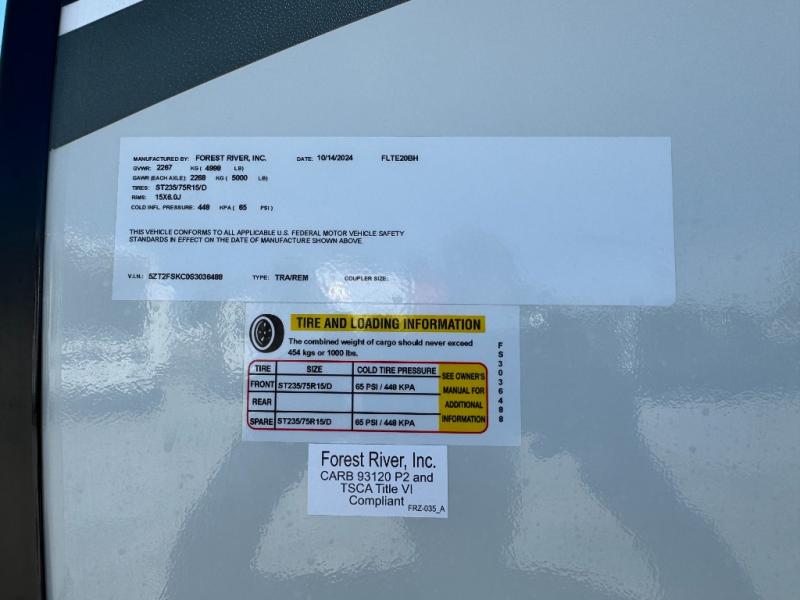 MANUFACTURED BY: FOREST RIVER, INC. DATE: 10/14/2024 FLTE20BH
GVWR: 2267 KG ( 4998 LB)
GAWR (EACH AXLE): 2268 KG ( 5000 LB)
TIRES: ST235/75R15/D
RIMS: 15X6.0J
COLD INFL. PRESSURE: 448 KPA ( 65 PSI )
THIS VEHICLE CONFORMS TO ALL APPLICABLE U.S. FEDERAL MOTOR VEHICLE SAFETY
STANDARDS IN EFFECT ON THE DATE OF MANUFACTURE SHOWN ABOVE.
V.I.N.: 5ZT2FSKC0S3036488 TYPE: TRA/REM COUPLER SIZE:
TIRE AND LOADING INFORMATION
The combined weight of cargo should never exceed
454 kgs or 1000 lbs.
TIRE SIZE COLD TIRE PRESSURE
FRONT ST235/75R15/D 65 PSI / 448 KPA
REAR
SPARE ST235/75R15/D 65 PSI / 448 KPA
SEE OWNER'S
MANUAL FOR
ADDITIONAL
INFORMATION
FS3036488
Forest River, Inc.
CARB 93120 P2 and
TSCA Title VI
Compliant
FRZ-035_A